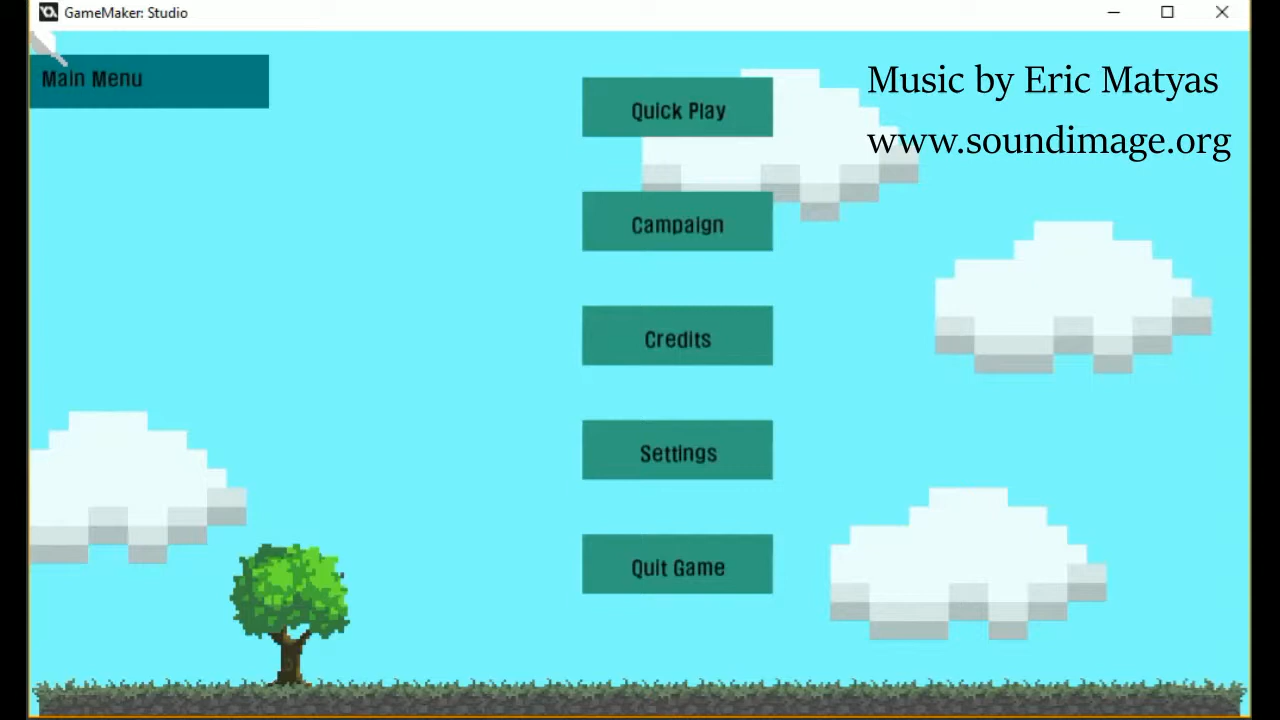 GameMaker: Studio
Main Menu
Music by Eric Matyas
www.soundimage.org
Quick Play
Campaign
Credits
Settings
Quit Game